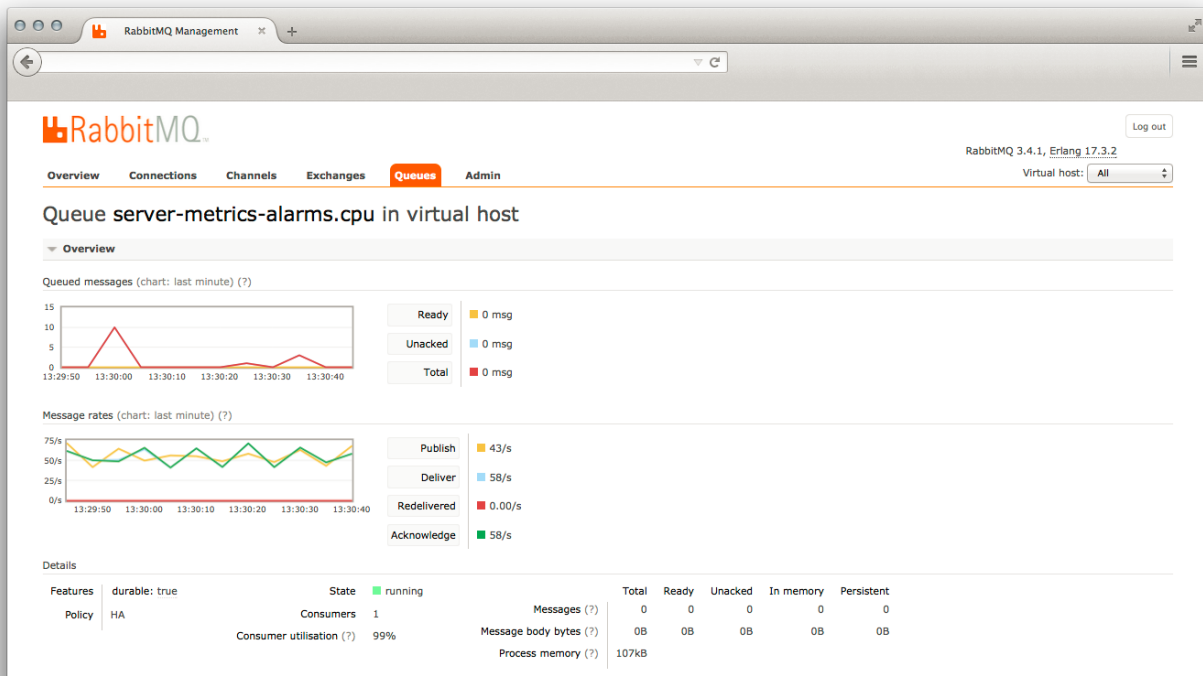 RabbitMQ Management
RabbitMQ
Log out
RabbitMQ 3.4.1, Erlang 17.3.2
Overview Connections Channels Exchanges Queues Admin
Virtual host: All
Queue server-metrics-alarms.cpu in virtual host
Overview
Queued messages (chart: last minute) (?)
15
10
5
0
13:29:50 13:30:00 13:30:10 13:30:20 13:30:30 13:30:40
Ready 0 msg
Unacked 0 msg
Total 0 msg
Message rates (chart: last minute) (?)
75/s
50/s
25/s
0/s
13:29:50 13:30:00 13:30:10 13:30:20 13:30:30 13:30:40
Publish 43/s
Deliver 58/s
Redelivered 0.00/s
Acknowledge 58/s
Details
Features durable: true
Policy HA
State running
Consumers 1
Consumer utilisation (?) 99%
Total Ready Unacked In memory Persistent
Messages (?) 0 0 0 0 0
Message body bytes (?) 0B 0B 0B 0B 0B
Process memory (?) 107kB